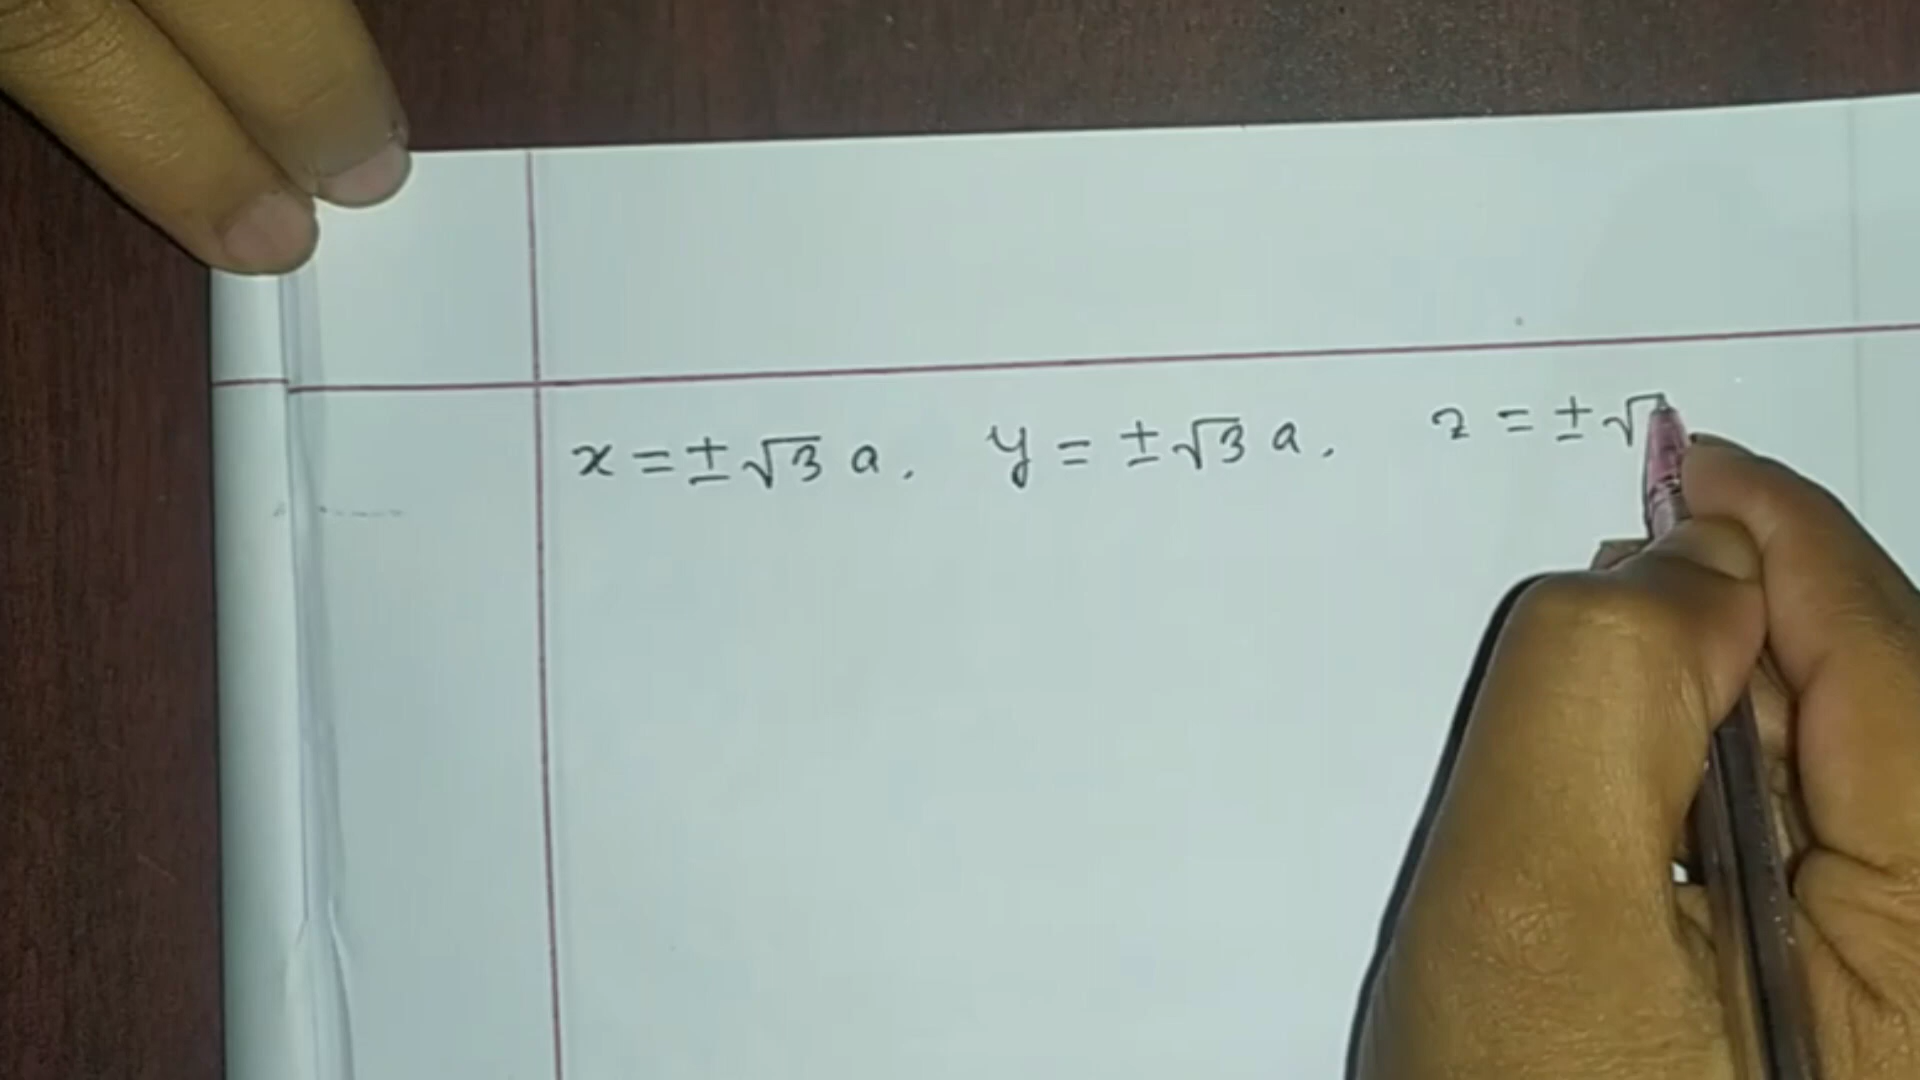 x = ± √3 a, y = ± √3 a, z = ± √